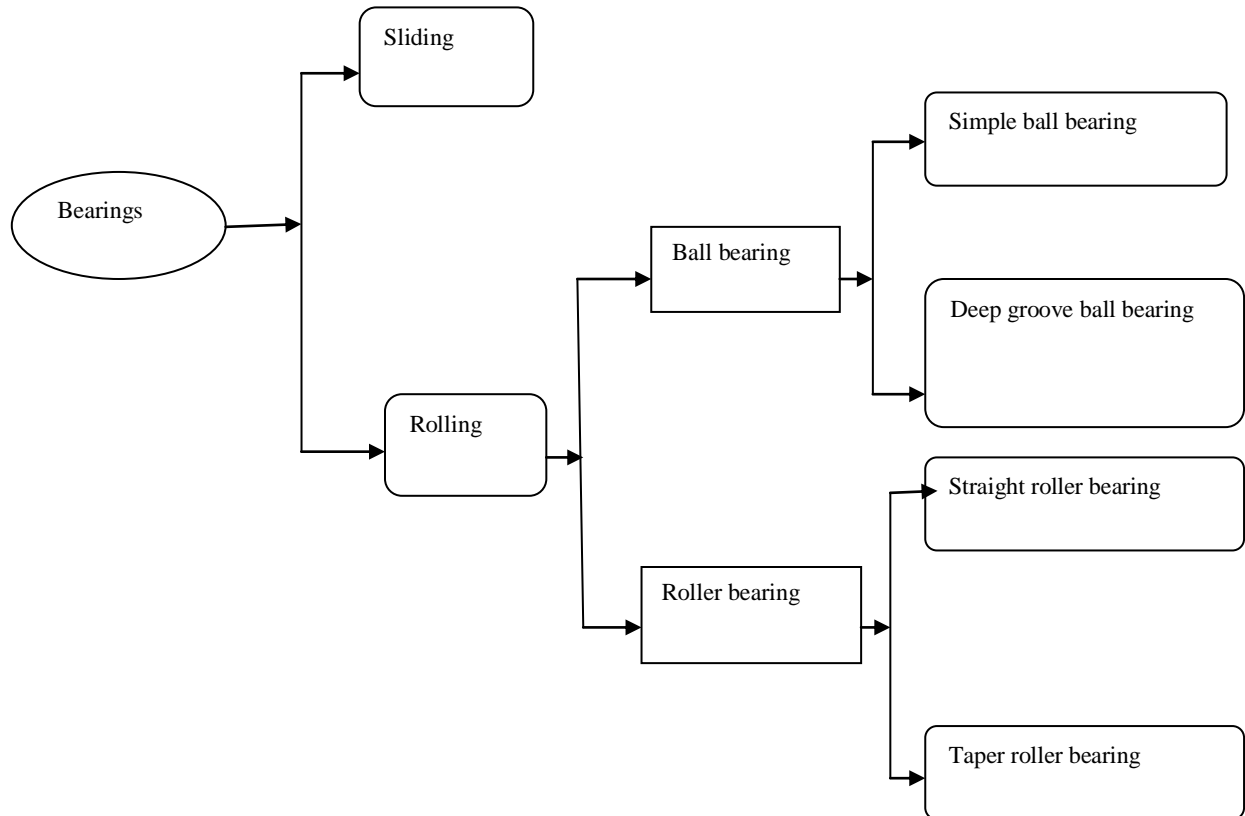 Sliding
Simple ball bearing
Bearings
Ball bearing
Deep groove ball bearing
Rolling
Straight roller bearing
Roller bearing
Taper roller bearing